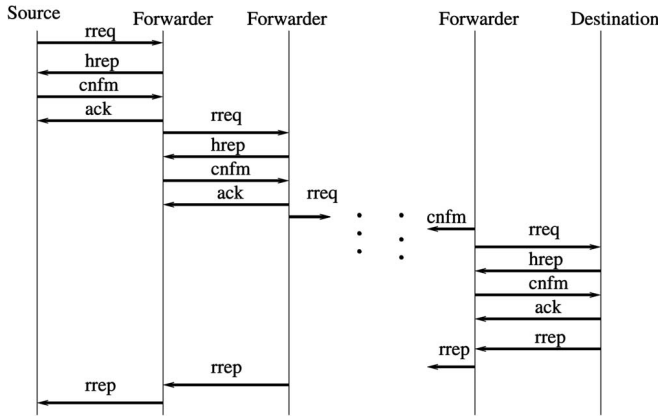 Source Forwarder Forwarder Forwarder Destination
rreq
hrep
cnfm
ack
rreq
hrep
cnfm
ack
rreq
cnfm
rreq
hrep
cnfm
ack
rrep
rrep
rrep
rrep